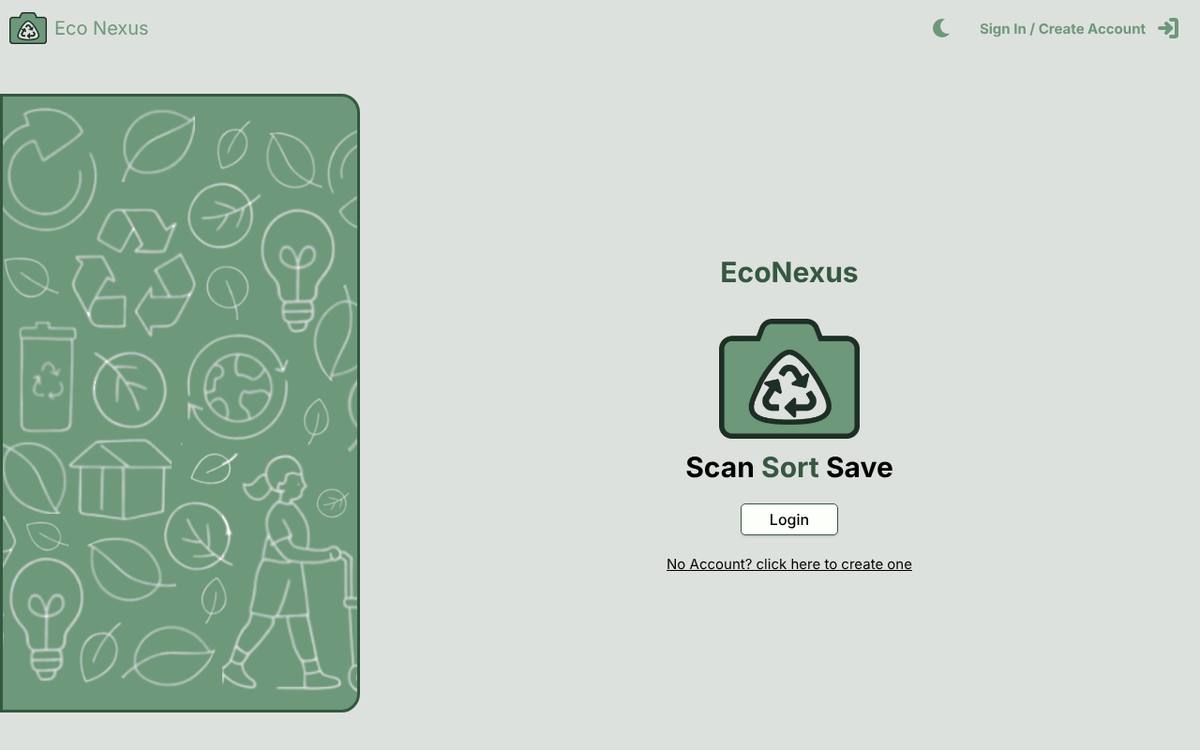 Eco Nexus
Sign In / Create Account
EcoNexus
Scan Sort Save
Login
No Account? click here to create one